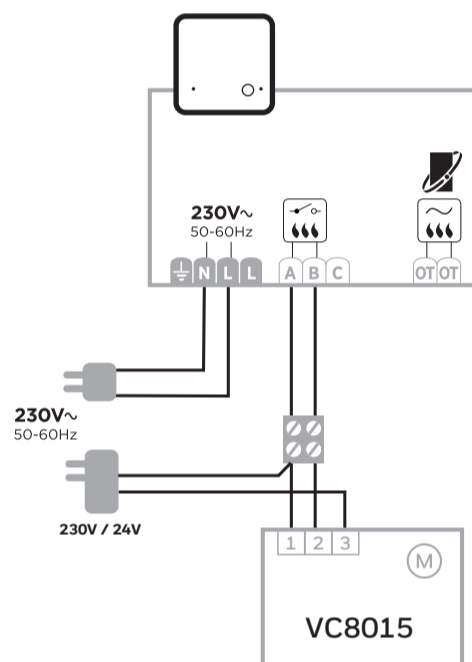 230V~
50-60Hz
N L L A B C OT OT
230V~
50-60Hz
230V / 24V
1 2 3
M
VC8015